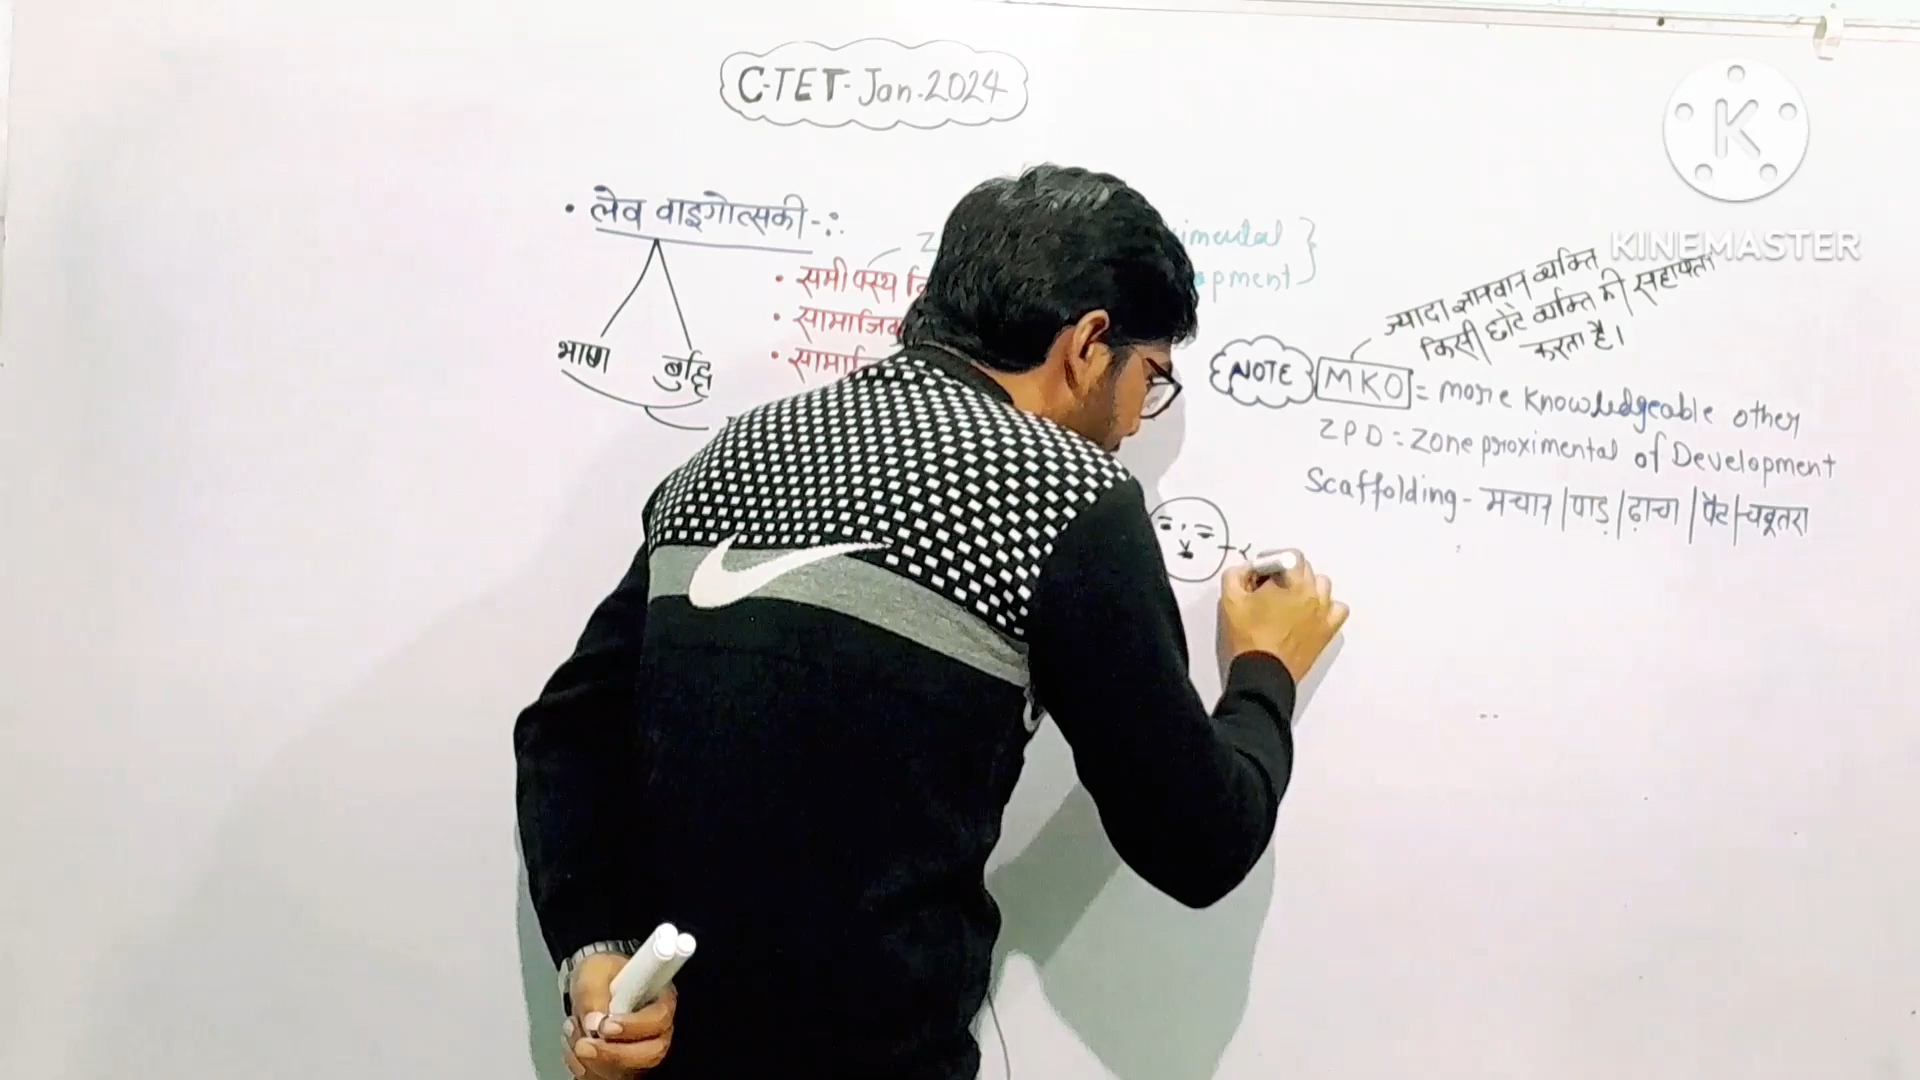 C-TET-Jan.2024
• लेव वाइगोत्सकी-:
• समीपस्थ
• सामाजिक
•
भाषा बुद्धि
imental
pment
K
KINEMASTER
ज्यादा ज्ञानवान व्यक्ति
किसी छोटे व्यक्ति की सहायता
करता है।
NOTE MKO = more knowledgeable other
ZPD = Zone proximental of Development
Scaffolding - मचान|पाड़|ढ़ाचा|पैट|चबूतरा